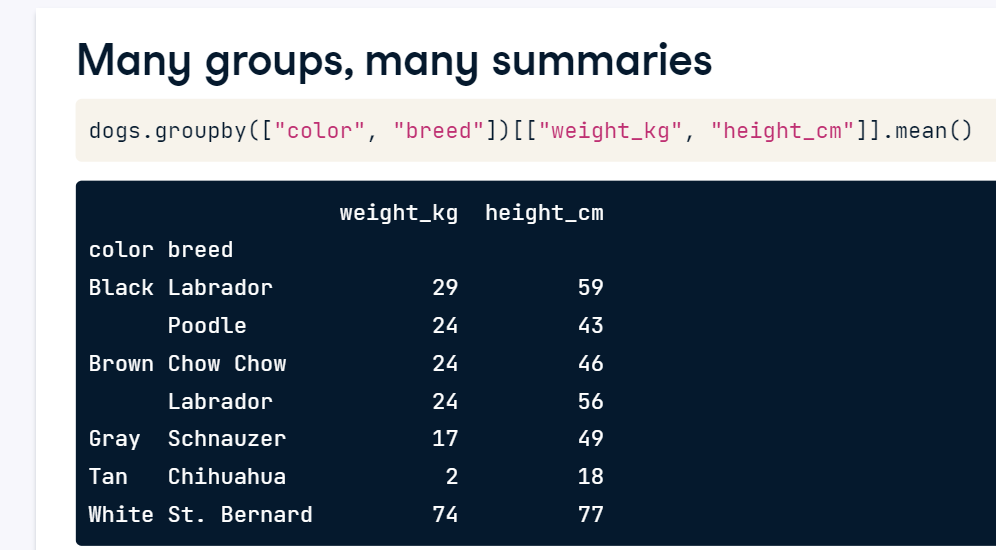 Many groups, many summaries
dogs.groupby(["color", "breed"])[["weight_kg", "height_cm"]].mean()
weight_kg  height_cm
color breed
Black Labrador            29         59
      Poodle              24         43
Brown Chow Chow           24         46
      Labrador            24         56
Gray  Schnauzer           17         49
Tan   Chihuahua            2         18
White St. Bernard         74         77